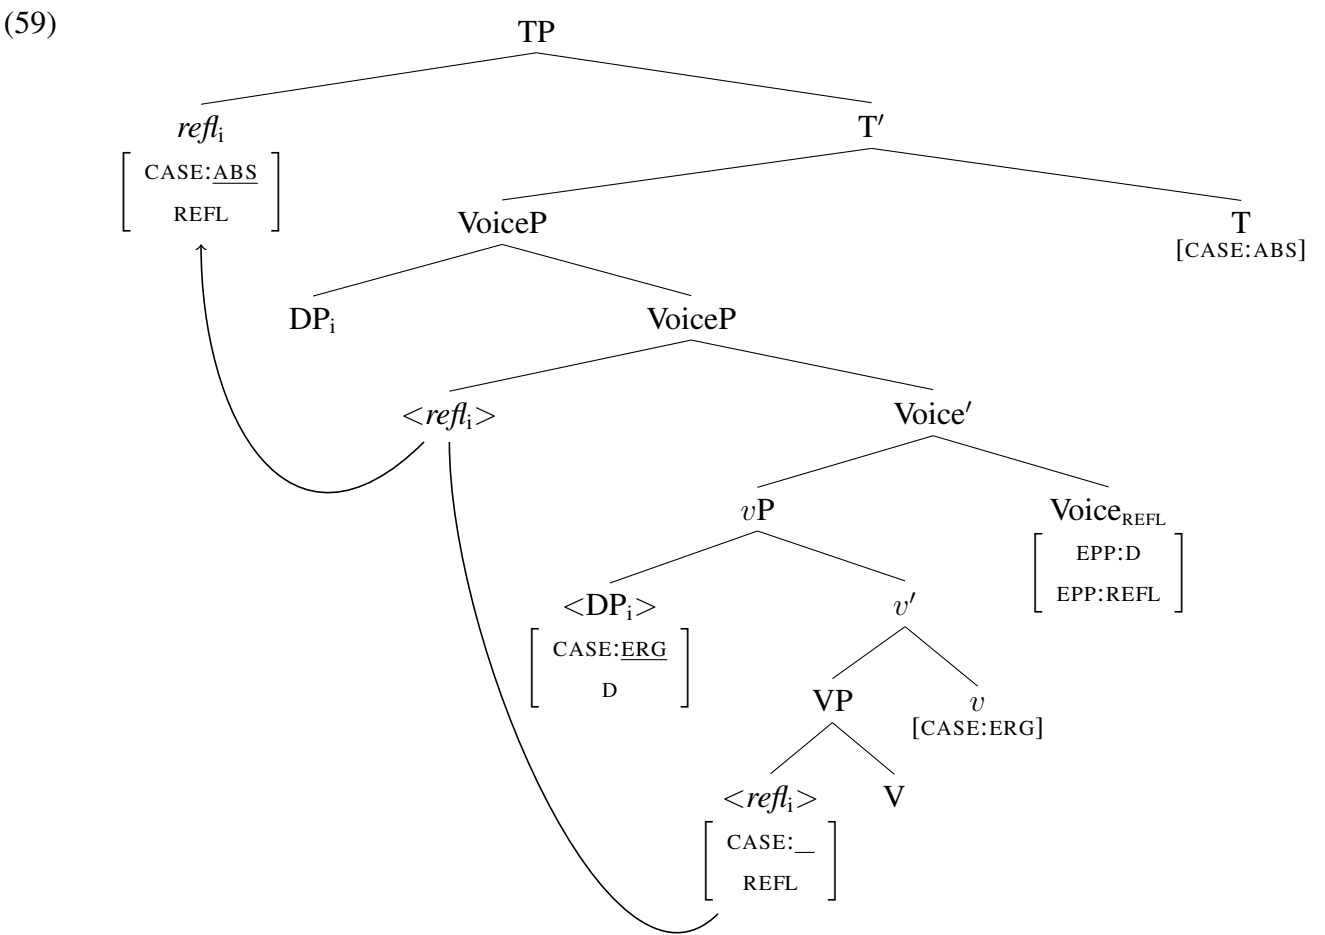 (59)
TP
refl_i
T′
[ CASE:ABS
REFL ]
VoiceP
T
[CASE:ABS]
DP_i
VoiceP
<refl_i>
Voice′
vP
Voice_REFL
[ EPP:D
EPP:REFL ]
<DP_i>
v′
[ CASE:ERG
D ]
VP
v
[CASE:ERG]
<refl_i>
V
[ CASE:_
REFL ]